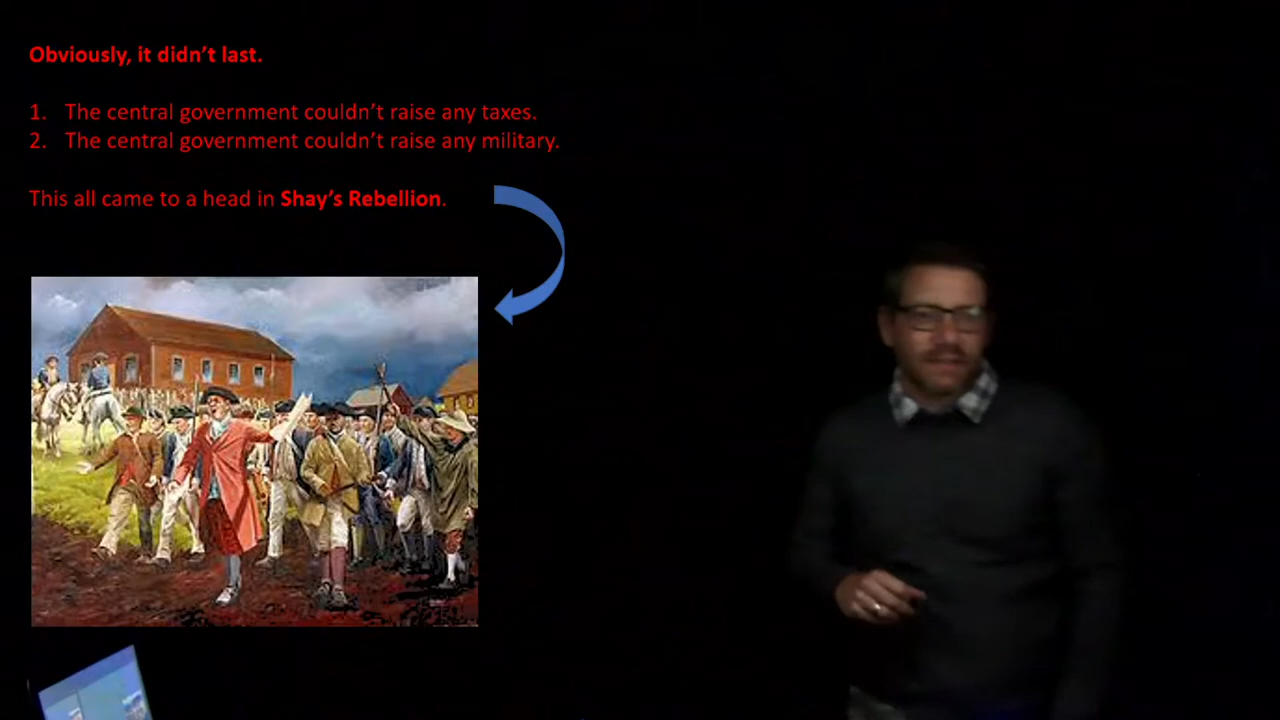 Obviously, it didn't last.
1. The central government couldn't raise any taxes.
2. The central government couldn't raise any military.
This all came to a head in Shay's Rebellion.